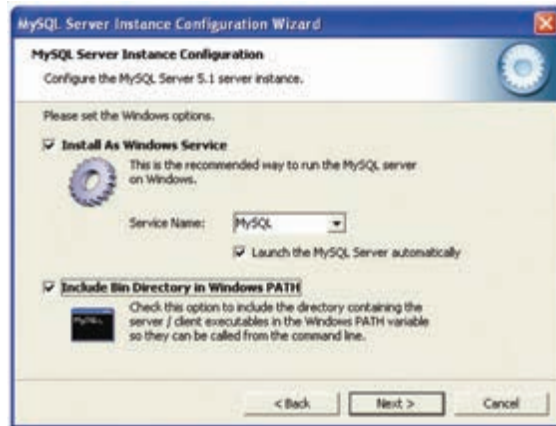 MySQL Server Instance Configuration Wizard
MySQL Server Instance Configuration
Configure the MySQL Server 5.1 server instance.
Please set the Windows options.
Install As Windows Service
This is the recommended way to run the MySQL server
on Windows.
Service Name:
MySQL
Launch the MySQL Server automatically
Include Bin Directory in Windows PATH
Check this option to include the directory containing the
server / client executables in the Windows PATH variable
so they can be called from the command line.
< Back
Next >
Cancel